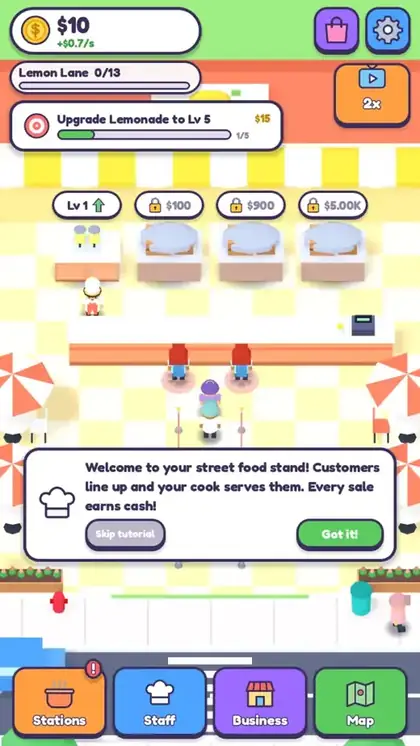 $10
+$0.7/s
Lemon Lane 0/13
2x
Upgrade Lemonade to Lv 5 $15
1/5
Lv 1
$100
$900
$5.00K
Welcome to your street food stand! Customers
line up and your cook serves them. Every sale
earns cash!
Skip tutorial
Got it!
Stations
Staff
Business
Map